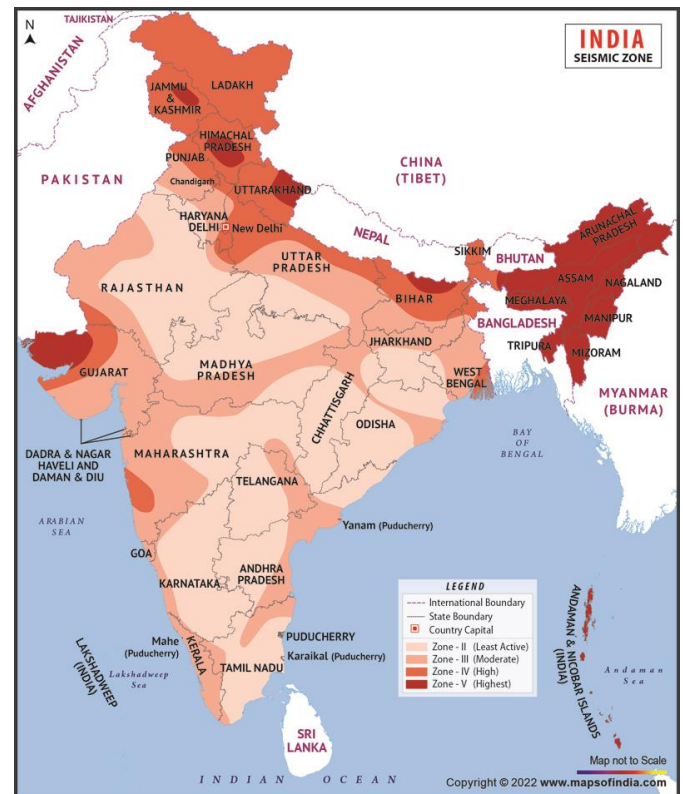 N
TAJIKISTAN
AFGHANISTAN
INDIA
SEISMIC ZONE
JAMMU
&
KASHMIR
LADAKH
HIMACHAL
PRADESH
PUNJAB
Chandigarh
UTTARAKHAND
PAKISTAN
CHINA
(TIBET)
HARYANA
DELHI
New Delhi
NEPAL
SIKKIM
BHUTAN
ARUNACHAL
PRADESH
UTTAR
PRADESH
RAJASTHAN
BIHAR
ASSAM
NAGALAND
MEGHALAYA
MANIPUR
BANGLADESH
TRIPURA
MIZORAM
JHARKHAND
GUJARAT
MADHYA
PRADESH
WEST
BENGAL
MYANMAR
(BURMA)
CHHATTISGARH
ODISHA
DADRA & NAGAR
HAVELI AND
DAMAN & DIU
MAHARASHTRA
BAY
OF
BENGAL
TELANGANA
ARABIAN
SEA
Yanam (Puducherry)
GOA
KARNATAKA
ANDHRA
PRADESH
LEGEND
International Boundary
State Boundary
Country Capital
Zone - II (Least Active)
Zone - III (Moderate)
Zone - IV (High)
Zone - V (Highest)
ANDAMAN & NICOBAR ISLANDS
(INDIA)
Andaman
Sea
Mahe
(Puducherry)
PUDUCHERRY
Karaikal (Puducherry)
KERALA
TAMIL NADU
LAKSHADWEEP
(INDIA)
Lakshadweep
Sea
SRI
LANKA
INDIAN OCEAN
Map not to Scale
Copyright © 2022 www.mapsofindia.com